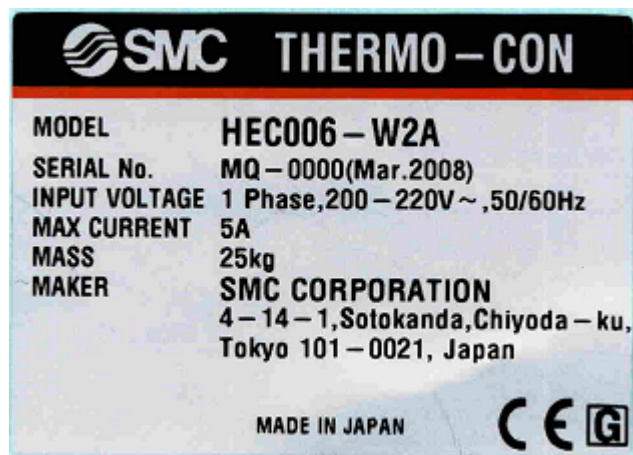 SMC THERMO-CON
MODEL HEC006-W2A
SERIAL No. MQ-0000(Mar.2008)
INPUT VOLTAGE 1 Phase,200-220V~,50/60Hz
MAX CURRENT 5A
MASS 25kg
MAKER SMC CORPORATION
4-14-1,Sotokanda,Chiyoda-ku,
Tokyo 101-0021, Japan
MADE IN JAPAN CE G